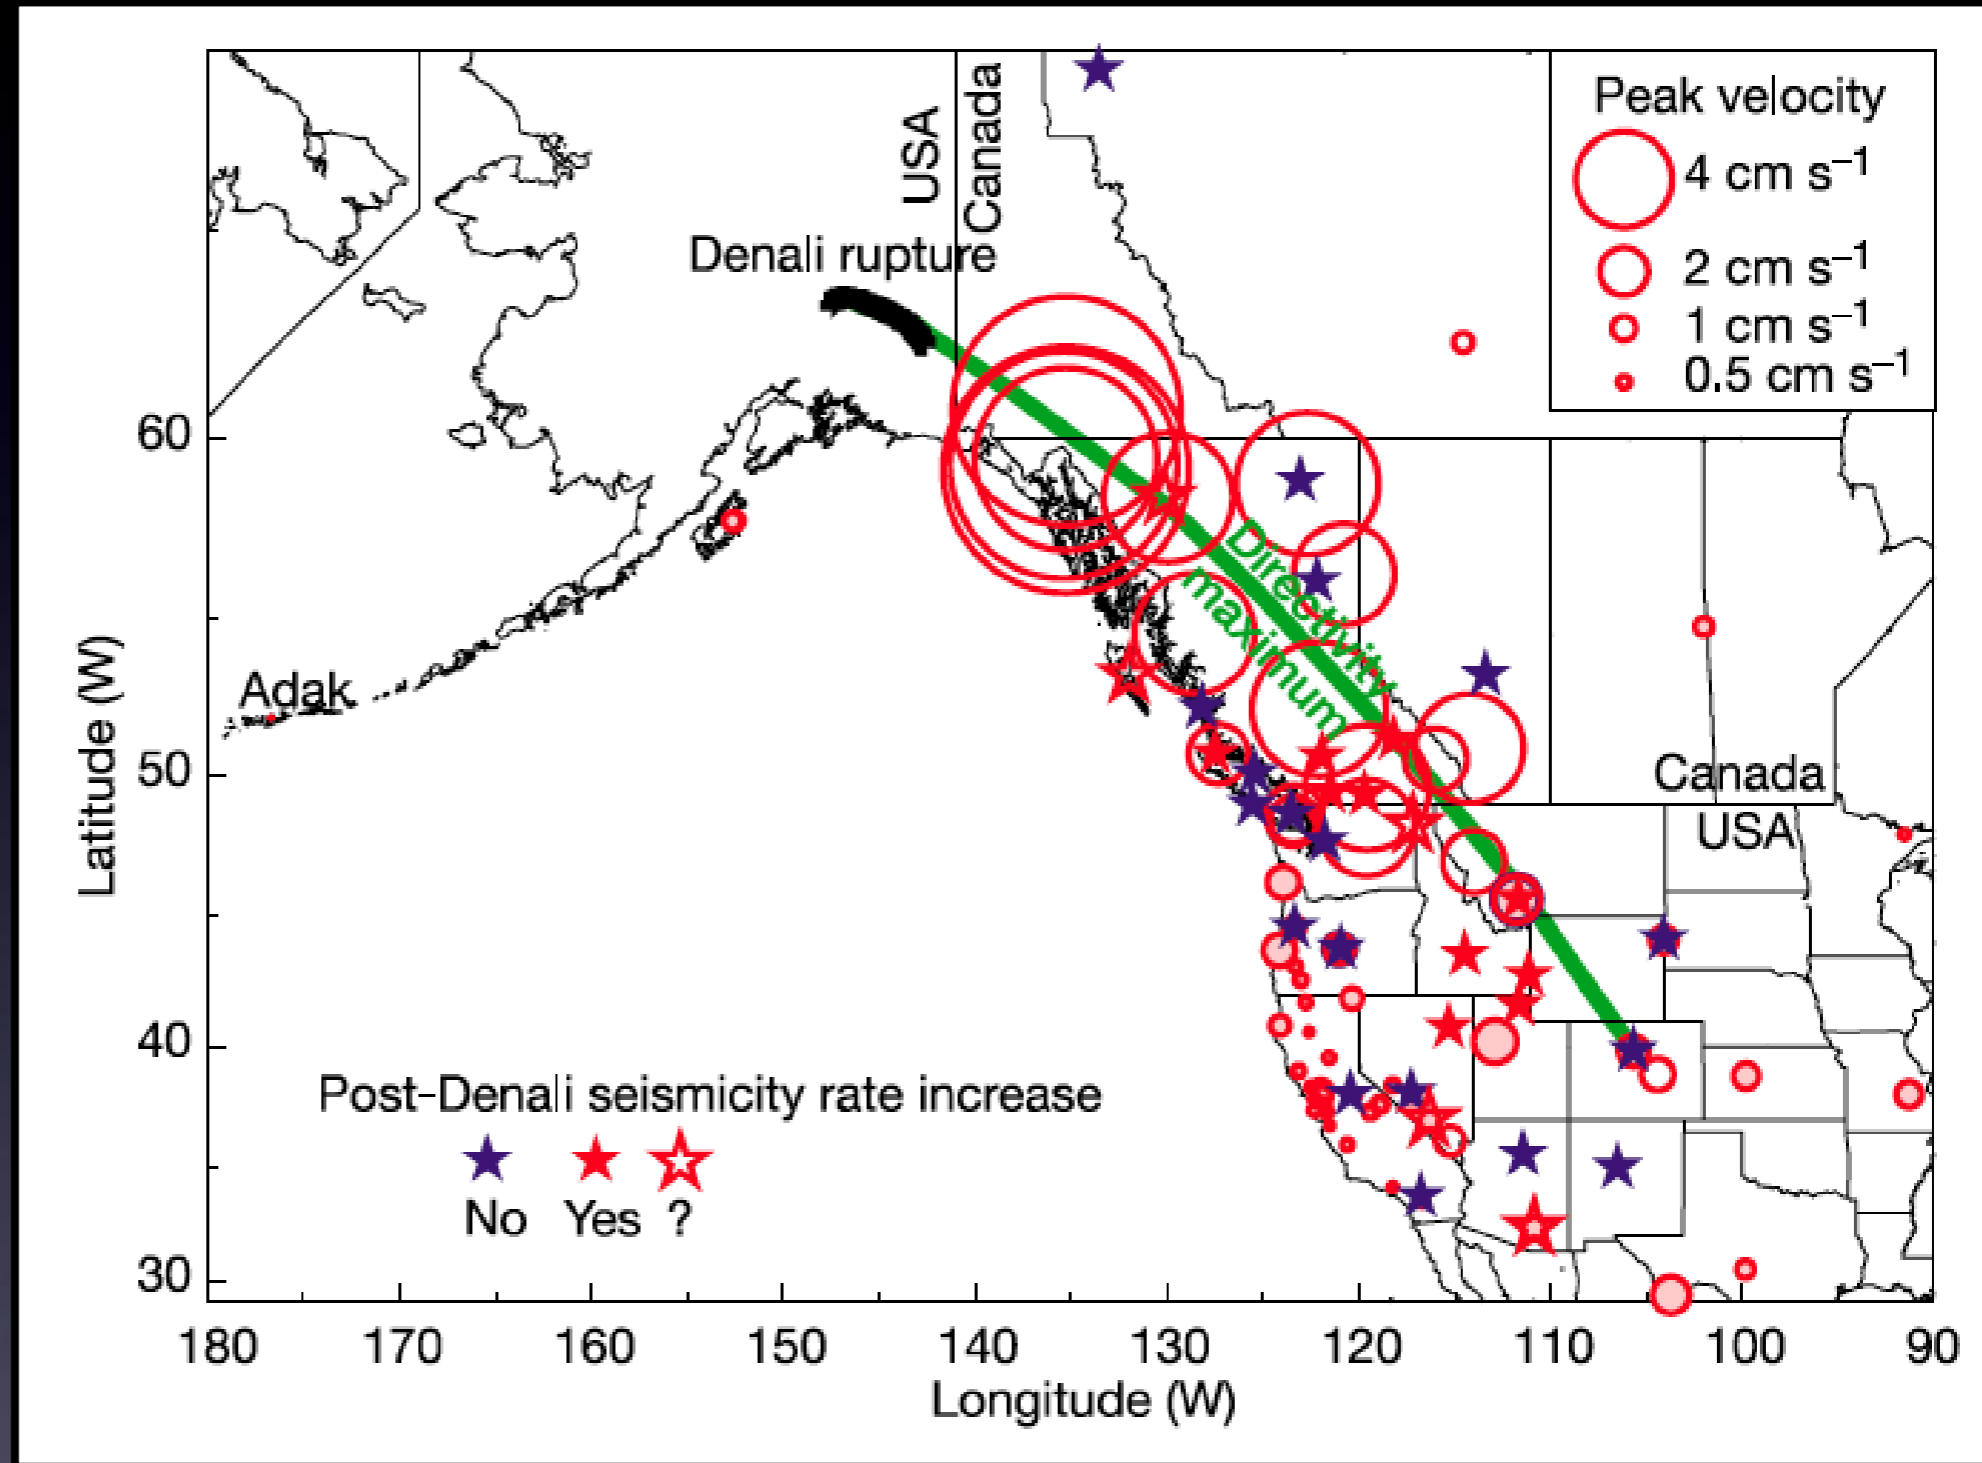 Peak velocity
4 cm s⁻¹
2 cm s⁻¹
1 cm s⁻¹
0.5 cm s⁻¹
USA
Canada
Denali rupture
Directivity
maximum
Adak
Canada
USA
Post-Denali seismicity rate increase
No Yes ?
Latitude (W)
60
50
40
30
180 170 160 150 140 130 120 110 100 90
Longitude (W)